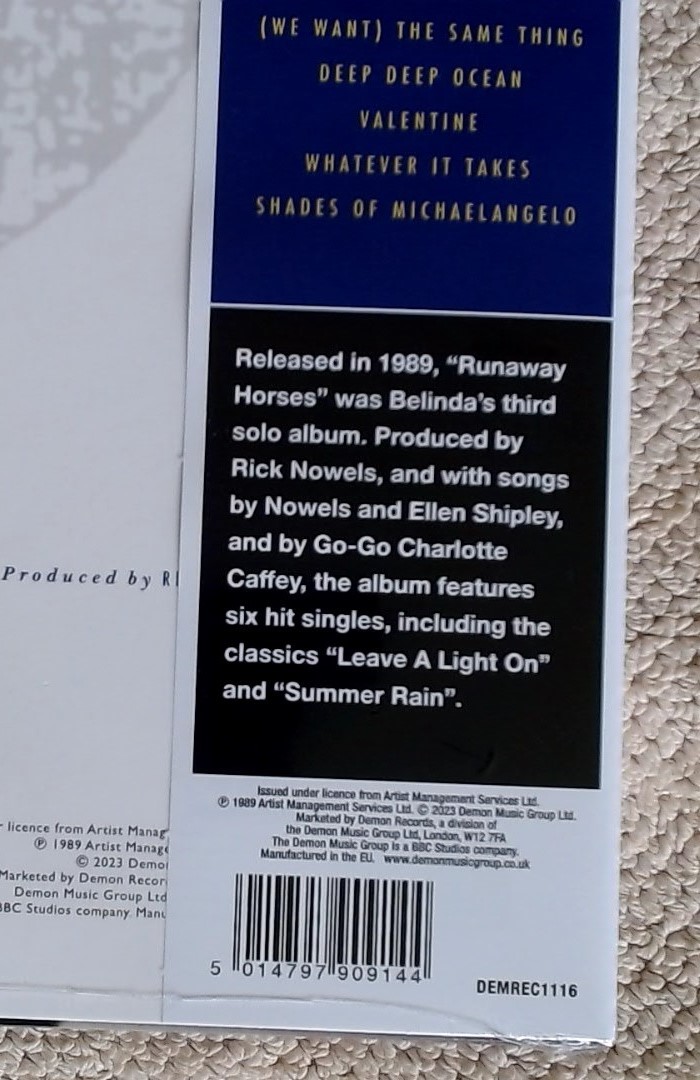 (WE WANT) THE SAME THING
DEEP DEEP OCEAN
VALENTINE
WHATEVER IT TAKES
SHADES OF MICHAELANGELO
Released in 1989, “Runaway
Horses” was Belinda’s third
solo album. Produced by
Rick Nowels, and with songs
by Nowels and Ellen Shipley,
and by Go-Go Charlotte
Caffey, the album features
six hit singles, including the
classics “Leave A Light On”
and “Summer Rain”.
Produced by RI
Issued under licence from Artist Management Services Ltd.
℗ 1989 Artist Management Services Ltd. © 2023 Demon Music Group Ltd.
Marketed by Demon Records, a division of
the Demon Music Group Ltd, London, W12 7FA
The Demon Music Group is a BBC Studios company.
Manufactured in the EU. www.demonmusicgroup.co.uk
licence from Artist Manag
℗ 1989 Artist Manage
© 2023 Demo
Marketed by Demon Recor
Demon Music Group Ltd
BBC Studios company. Manu
5 014797 909144
DEMREC1116